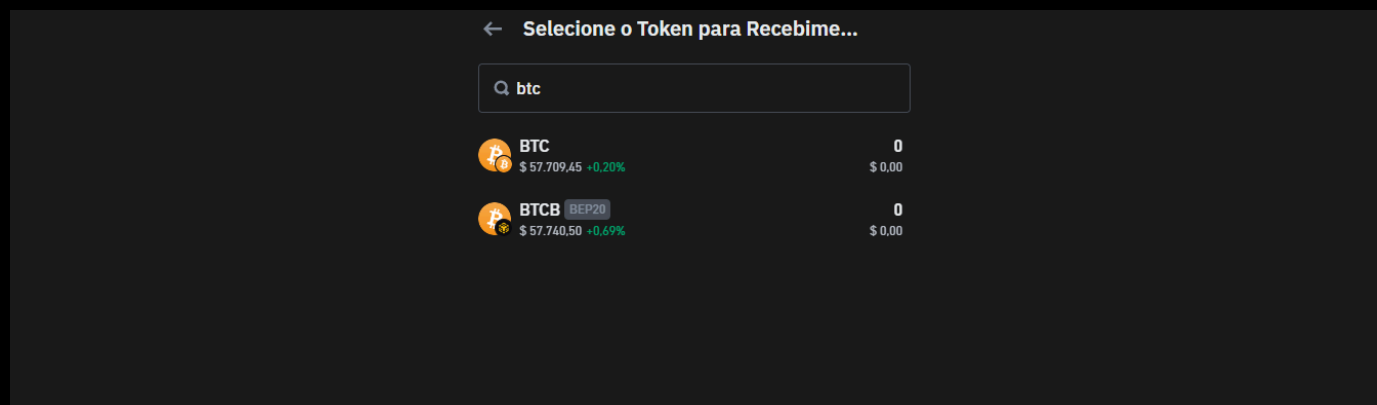 Selecione o Token para Recebime...
btc
BTC 0
$ 57.709,45 +0,20% $ 0,00
BTCB BEP20 0
$ 57.740,50 +0,69% $ 0,00